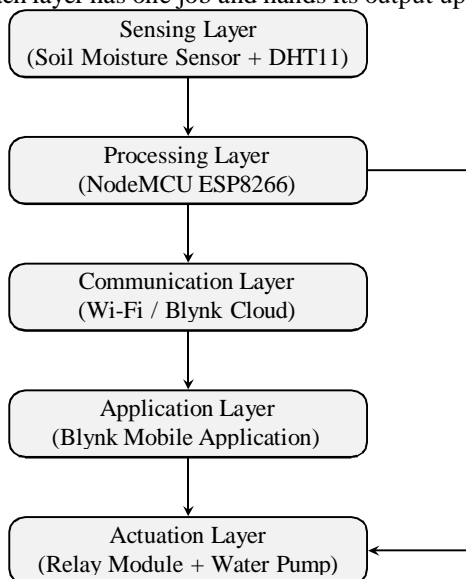 each layer has one job and hands its output up
Sensing Layer
(Soil Moisture Sensor + DHT11)
Processing Layer
(NodeMCU ESP8266)
Communication Layer
(Wi-Fi / Blynk Cloud)
Application Layer
(Blynk Mobile Application)
Actuation Layer
(Relay Module + Water Pump)